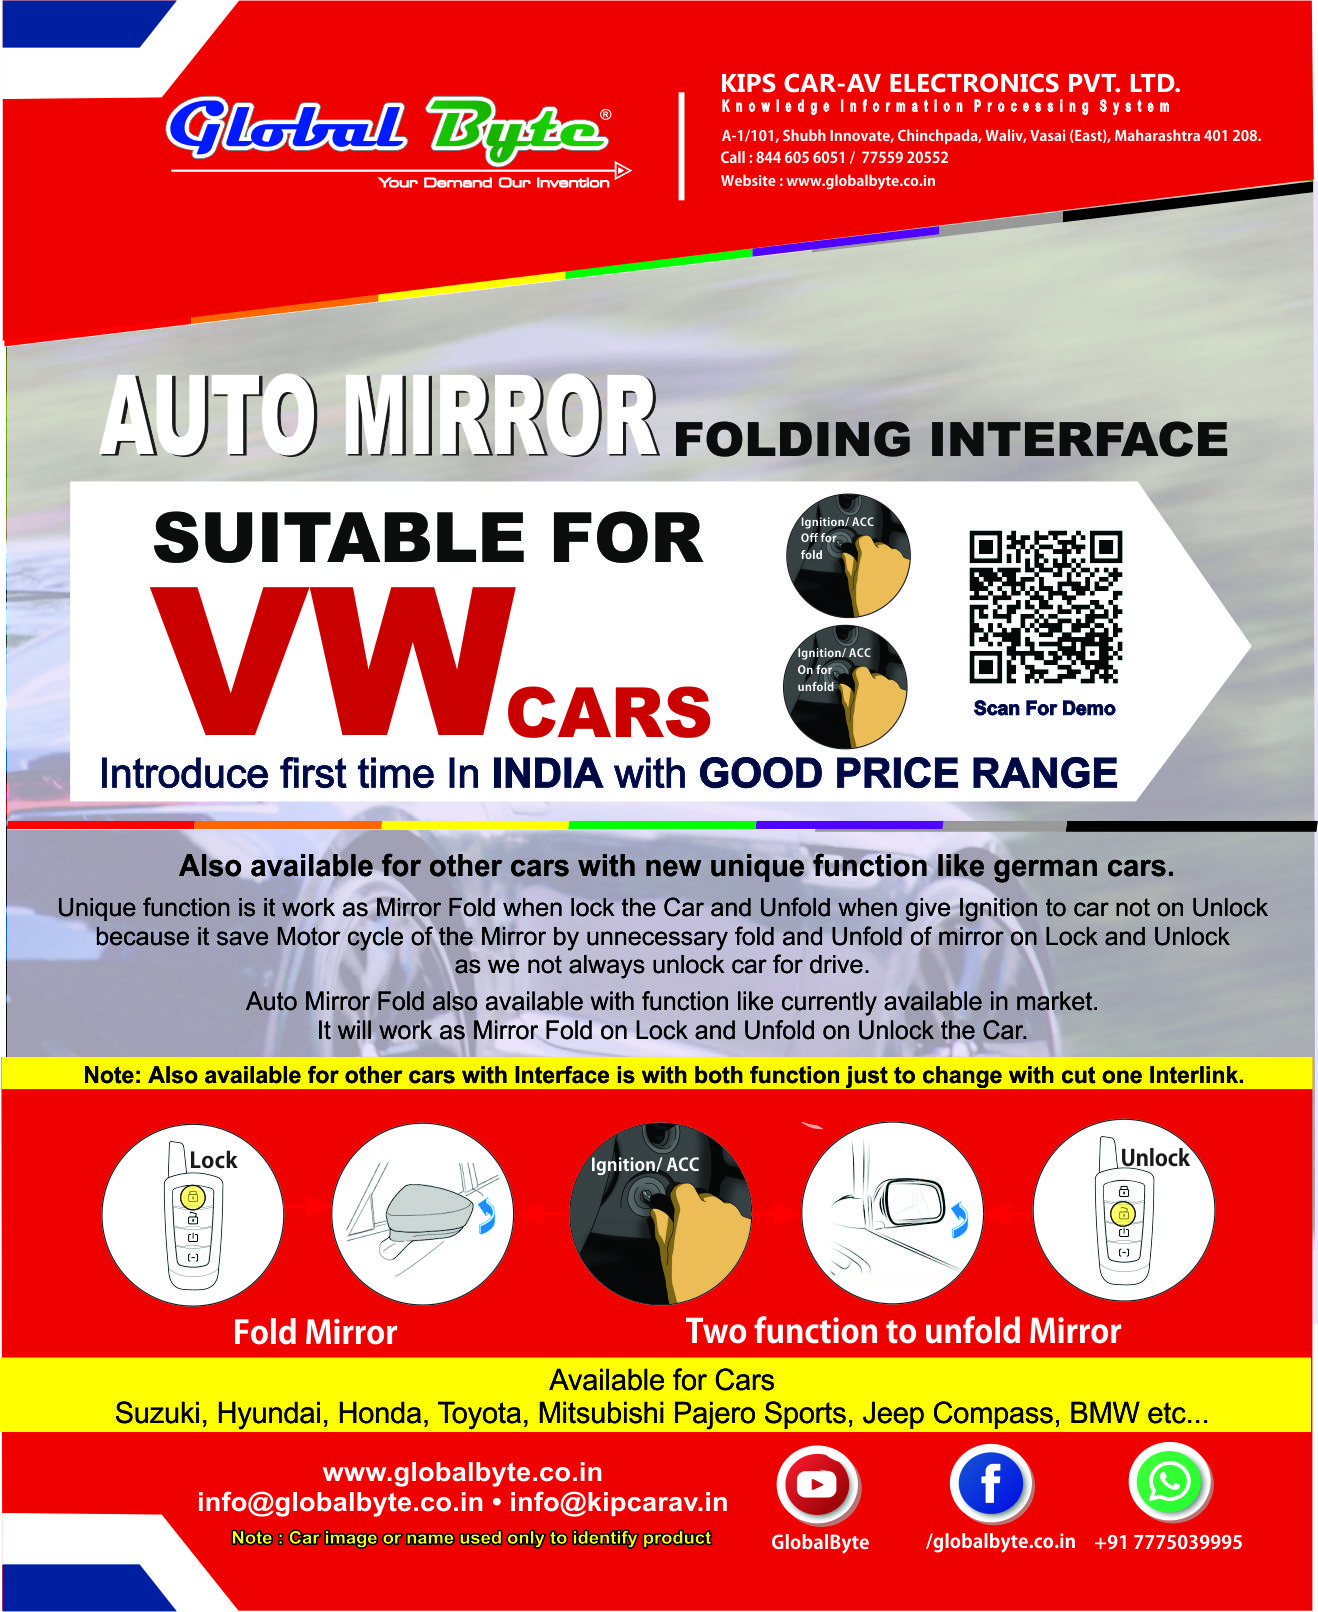 Global Byte®
Your Demand Our Invention
KIPS CAR-AV ELECTRONICS PVT. LTD.
Knowledge Information Processing System
A-1/101, Shubh Innovate, Chinchpada, Waliv, Vasai (East), Maharashtra 401 208.
Call : 844 605 6051 / 77559 20552
Website : www.globalbyte.co.in
AUTO MIRROR FOLDING INTERFACE
SUITABLE FOR
VW CARS
Ignition/ ACC
Off for
fold
Ignition/ ACC
On for
unfold
Scan For Demo
Introduce first time In INDIA with GOOD PRICE RANGE
Also available for other cars with new unique function like german cars.
Unique function is it work as Mirror Fold when lock the Car and Unfold when give Ignition to car not on Unlock
because it save Motor cycle of the Mirror by unnecessary fold and Unfold of mirror on Lock and Unlock
as we not always unlock car for drive.
Auto Mirror Fold also available with function like currently available in market.
It will work as Mirror Fold on Lock and Unfold on Unlock the Car.
Note: Also available for other cars with Interface is with both function just to change with cut one Interlink.
Lock
Ignition/ ACC
Unlock
Fold Mirror
Two function to unfold Mirror
Available for Cars
Suzuki, Hyundai, Honda, Toyota, Mitsubishi Pajero Sports, Jeep Compass, BMW etc...
www.globalbyte.co.in
info@globalbyte.co.in • info@kipcarav.in
Note : Car image or name used only to identify product
GlobalByte
/globalbyte.co.in
+91 7775039995